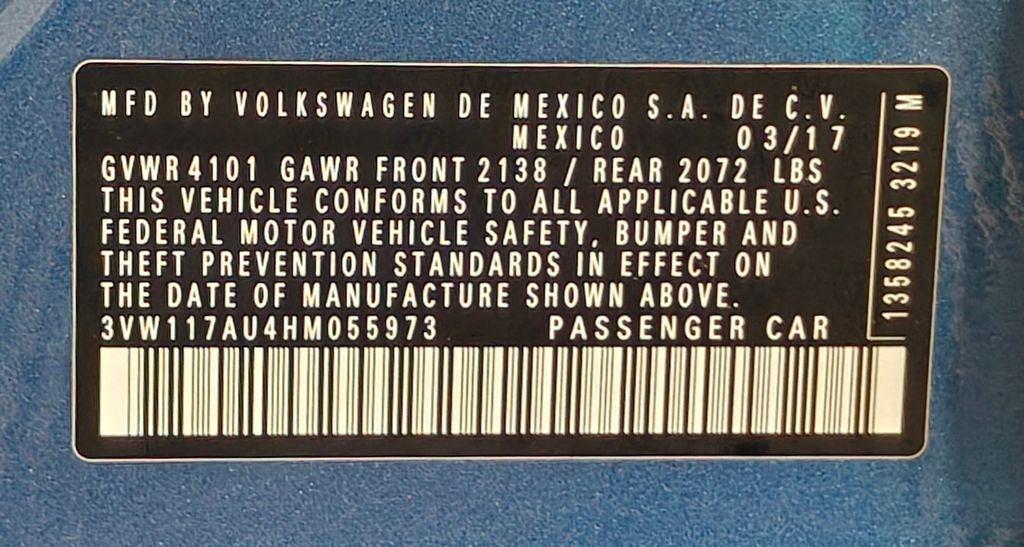 MFD BY VOLKSWAGEN DE MEXICO S.A. DE C.V.
MEXICO 03/17
GVWR 4101 GAWR FRONT 2138 / REAR 2072 LBS
THIS VEHICLE CONFORMS TO ALL APPLICABLE U.S.
FEDERAL MOTOR VEHICLE SAFETY, BUMPER AND
THEFT PREVENTION STANDARDS IN EFFECT ON
THE DATE OF MANUFACTURE SHOWN ABOVE.
3VW117AU4HM055973 PASSENGER CAR
1358245 3219 M